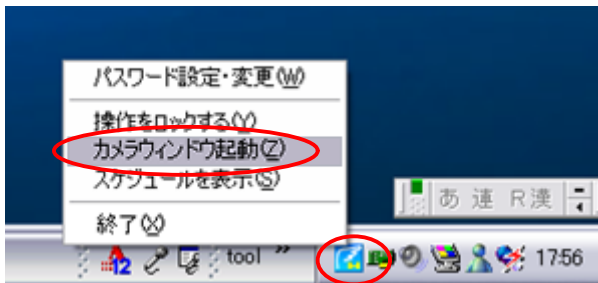 パスワード設定・変更(W)
操作をロックする(Y)
カメラウィンドウ起動(Z)
スケジュールを表示(S)
終了(X)
あ 連 R漢
12 tool » 17:56